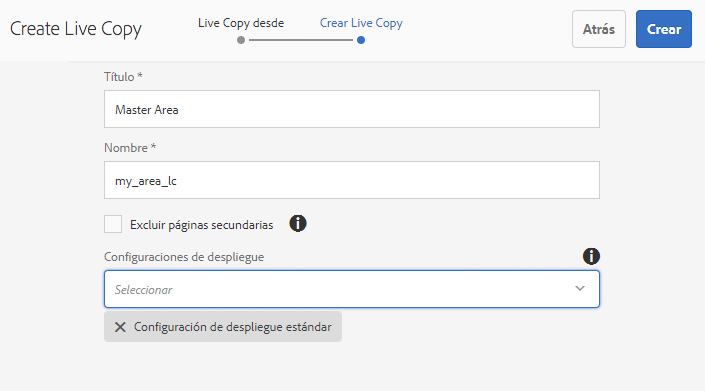 Create Live Copy
Live Copy desde
Crear Live Copy
Atrás
Crear
Título *
Master Area
Nombre *
my_area_lc
Excluir páginas secundarias
Configuraciones de despliegue
Seleccionar
Configuración de despliegue estándar